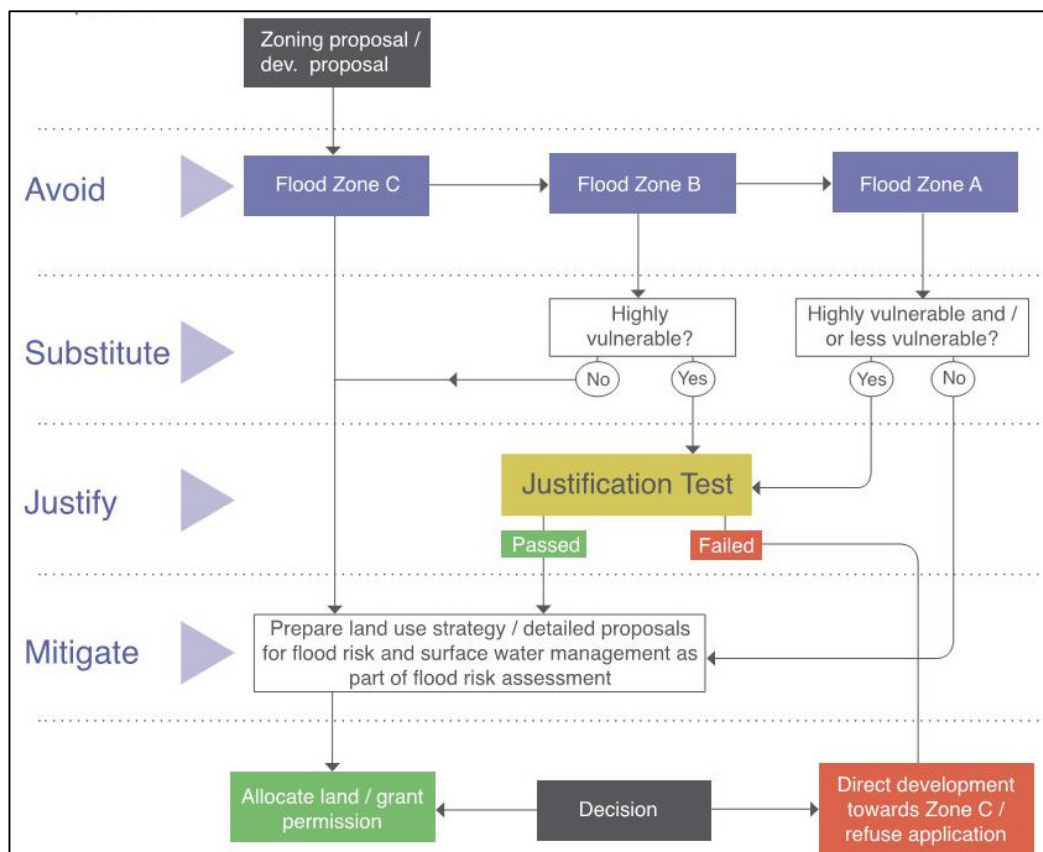 Zoning proposal /
dev. proposal
Avoid
Flood Zone C
Flood Zone B
Flood Zone A
Substitute
Highly
vulnerable?
Highly vulnerable and /
or less vulnerable?
No
Yes
Yes
No
Justify
Justification Test
Passed
Failed
Mitigate
Prepare land use strategy / detailed proposals
for flood risk and surface water management as
part of flood risk assessment
Allocate land / grant
permission
Decision
Direct development
towards Zone C /
refuse application